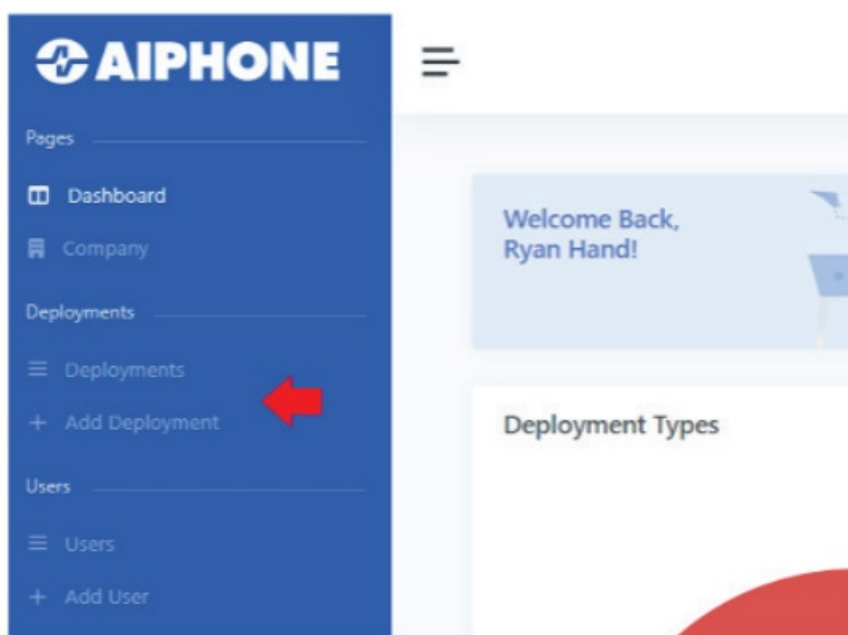 AIPHONE
Pages
Dashboard
Company
Deployments
Deployments
Add Deployment
Users
Users
Add User
Welcome Back,
Ryan Hand!
Deployment Types